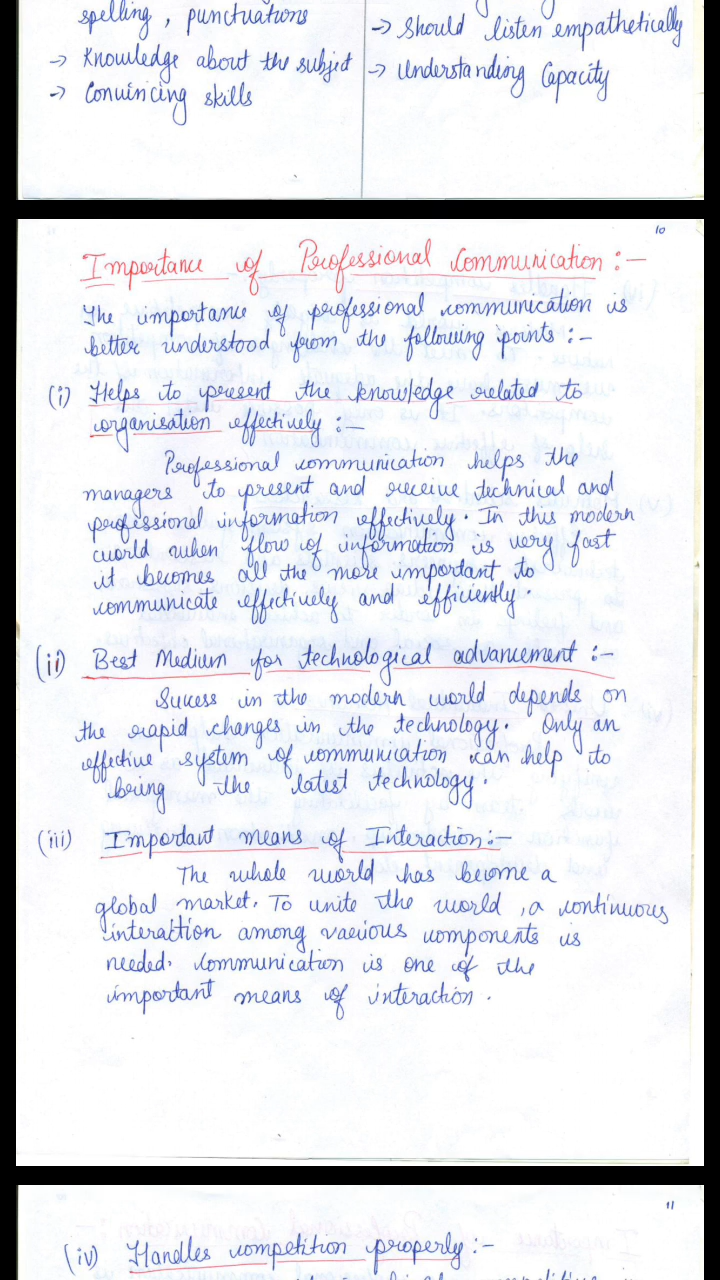 spelling, punctuations
→ Knowledge about the subject
→ Convincing skills
→ Should listen empathetically
→ Understanding Capacity
10
Importance of Professional Communication :-
The importance of professional communication is
better understood from the following points :-
(i) Helps to present the knowledge related to
organisation effectively :-
Professional communication helps the
managers to present and receive technical and
professional information effectively. In this modern
world when flow of information is very fast
it becomes all the more important to
communicate effectively and efficiently.
(ii) Best Medium for technological advancement :-
Sucess in the modern world depends on
the rapid changes in the technology. Only an
effective system of communication can help to
bring the latest technology.
(iii) Important means of Interaction :-
The whole world has become a
global market. To unite the world, a continuous
interaction among various components is
needed. Communication is one of the
important means of interaction.
11
(iv) Handles competition properly :-